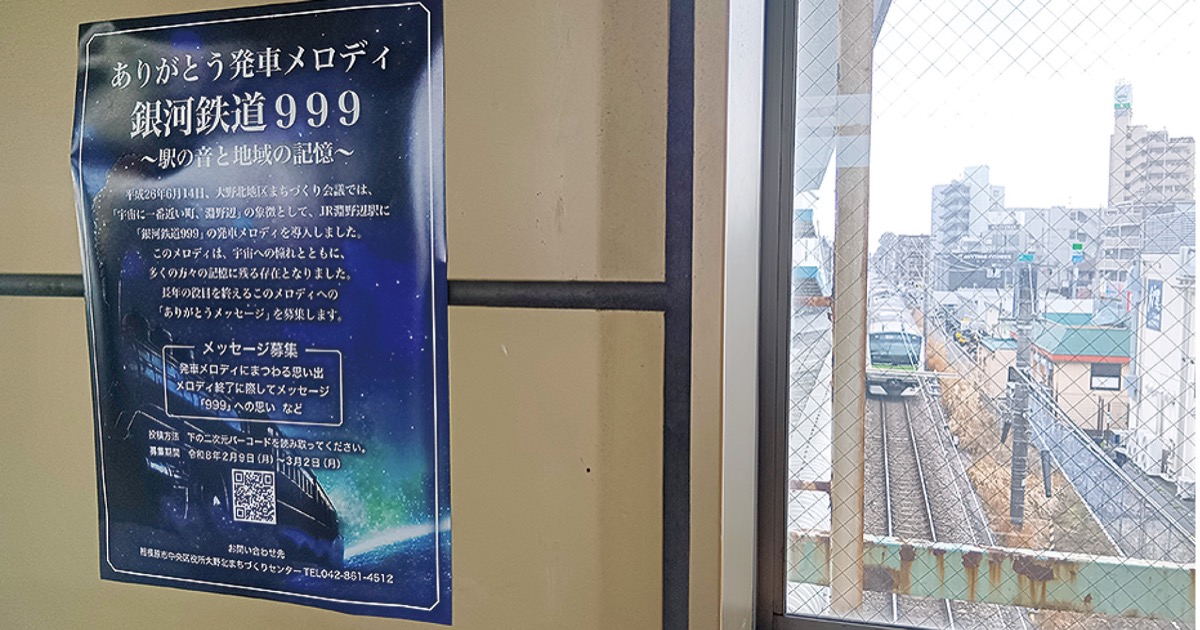 ありがとう発車メロディ
銀河鉄道999
～駅の音と地域の記憶～
平成26年6月14日、大野北地区まちづくり会議では、
「宇宙に一番近い町、淵野辺」の象徴として、JR淵野辺駅に
「銀河鉄道999」の発車メロディを導入しました。
このメロディは、宇宙への憧れとともに、
多くの方々の記憶に残る存在となりました。
長年の役目を終えるこのメロディへの
「ありがとうメッセージ」を募集します。
メッセージ募集
発車メロディにまつわる思い出
メロディ終了に際してメッセージ
「999」への思い など
投稿方法 下の二次元バーコードを読み取ってください。
募集期間 令和8年2月9日(月)～3月2日(月)
お問い合わせ先
相模原市中央区役所大野北まちづくりセンター TEL042-861-4512